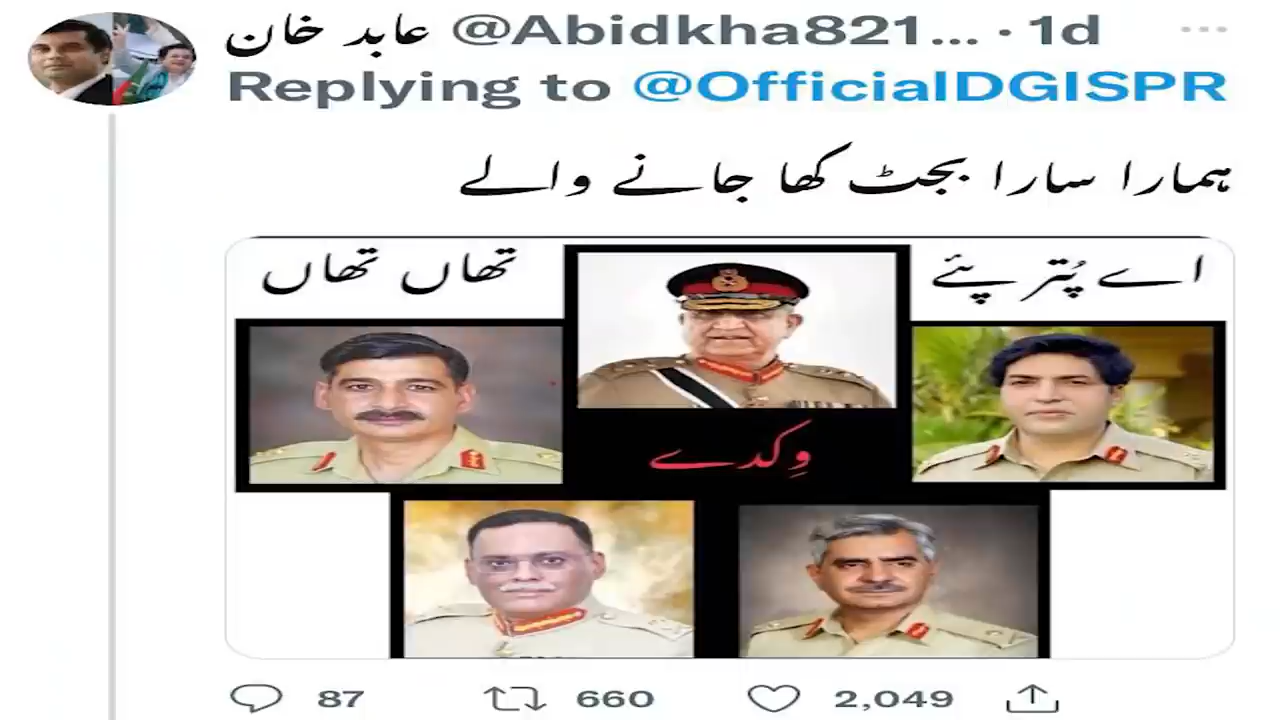 عابد خان @Abidkha821... · 1d
Replying to @OfficialDGISPR
ہمارا سارا بجٹ کھا جانے والے
اے پُتر پئے تھاں تھاں
وِکدے
87 660 2,049